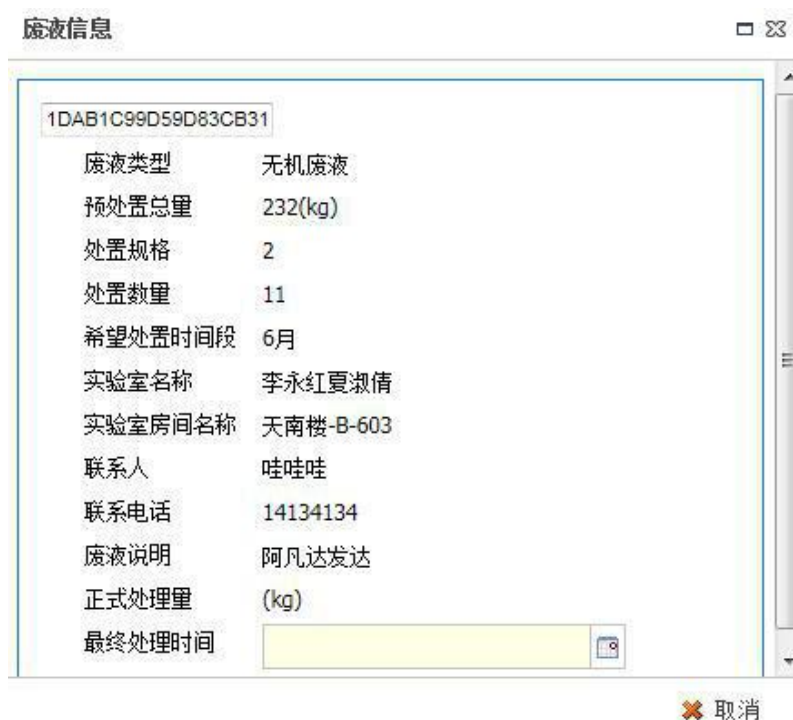 废液信息
1DAB1C99D59D83CB31
废液类型 无机废液
预处置总量 232(kg)
处置规格 2
处置数量 11
希望处置时间段 6月
实验室名称 李永红夏淑倩
实验室房间名称 天南楼-B-603
联系人 哇哇哇
联系电话 14134134
废液说明 阿凡达发达
正式处理量 (kg)
最终处理时间
取消